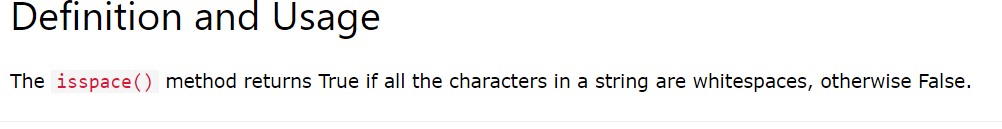 Definition and Usage
The isspace() method returns True if all the characters in a string are whitespaces, otherwise False.